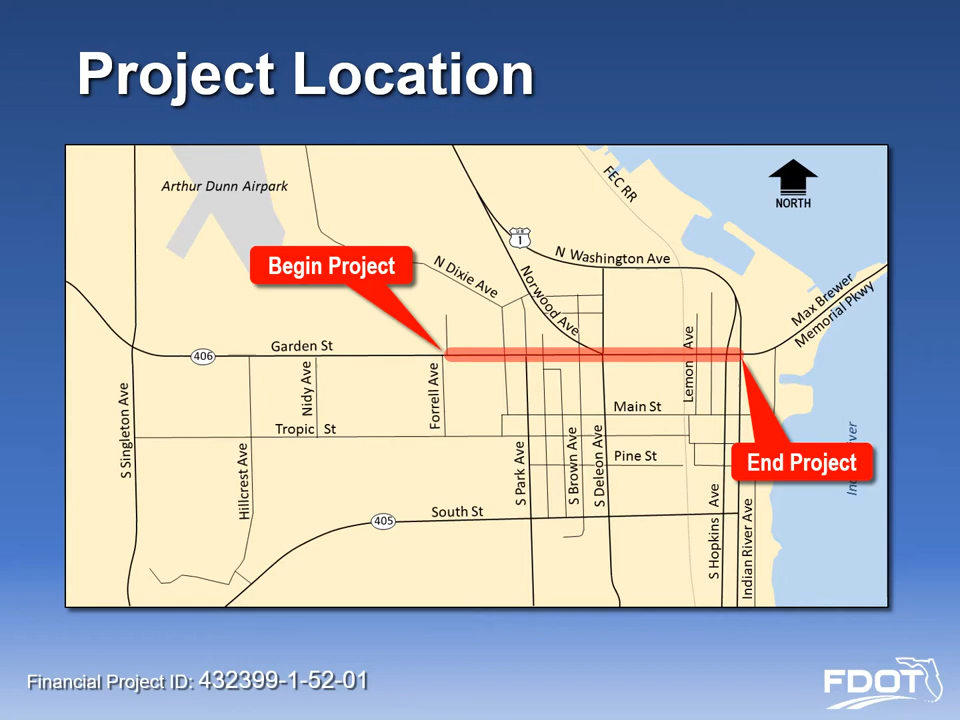 Project Location
Arthur Dunn Airpark
FEC RR
NORTH
1
N Washington Ave
Begin Project
N Dixie Ave
Norwood Ave
Max Brewer
Memorial Pkwy
Garden St
406
Lemon Ave
Nidy Ave
Forrell Ave
S Singleton Ave
Main St
Tropic St
Hillcrest Ave
S Park Ave
S Brown Ave
S Deleon Ave
Pine St
End Project
South St
405
S Hopkins Ave
Indian River Ave
Financial Project ID: 432399-1-52-01
FDOT